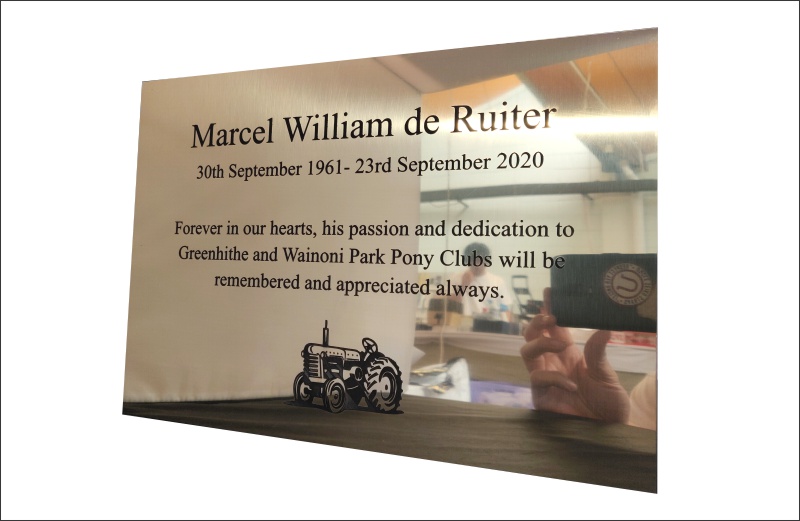 Marcel William de Ruiter
30th September 1961- 23rd September 2020
Forever in our hearts, his passion and dedication to
Greenhithe and Wainoni Park Pony Clubs will be
remembered and appreciated always.